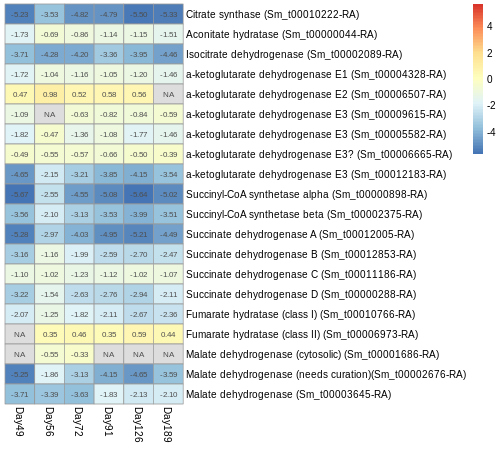 -5.23 -3.53 -4.82 -4.79 -5.50 -5.33 Citrate synthase (Sm_t00010222-RA)
-1.73 -0.69 -0.86 -1.14 -1.15 -1.51 Aconitate hydratase (Sm_t00000044-RA)
-3.71 -4.28 -4.20 -3.36 -3.95 -4.46 Isocitrate dehydrogenase (Sm_t00002089-RA)
-1.72 -1.04 -1.16 -1.05 -1.20 -1.46 a-ketoglutarate dehydrogenase E1 (Sm_t00004328-RA)
0.47 0.98 0.52 0.58 0.56 NA a-ketoglutarate dehydrogenase E2 (Sm_t00006507-RA)
-1.09 NA -0.63 -0.82 -0.84 -0.59 a-ketoglutarate dehydrogenase E3 (Sm_t00009615-RA)
-1.82 -0.47 -1.36 -1.08 -1.77 -1.46 a-ketoglutarate dehydrogenase E3 (Sm_t00005582-RA)
-0.49 -0.55 -0.57 -0.66 -0.50 -0.39 a-ketoglutarate dehydrogenase E3? (Sm_t00006665-RA)
-4.65 -2.15 -3.21 -3.85 -4.15 -3.54 a-ketoglutarate dehydrogenase E3 (Sm_t00012183-RA)
-2.55 -4.55 -5.08 -5.02 Succinyl-CoA synthetase alpha (Sm_t00000898-RA)
-3.56 -2.10 -3.13 -3.53 -3.99 -3.51 Succinyl-CoA synthetase beta (Sm_t00002375-RA)
-5.28 -2.97 -4.03 -4.95 -5.21 -4.49 Succinate dehydrogenase A (Sm_t00012005-RA)
-3.16 -1.16 -1.99 -2.59 -2.70 -2.47 Succinate dehydrogenase B (Sm_t00012853-RA)
-1.10 -1.02 -1.23 -1.12 -1.02 -1.07 Succinate dehydrogenase C (Sm_t00011186-RA)
-3.22 -1.54 -2.63 -2.76 -2.94 -2.11 Succinate dehydrogenase D (Sm_t00000288-RA)
-2.07 -1.25 -1.82 -2.11 -2.67 -2.36 Fumarate hydratase (class I) (Sm_t00010766-RA)
NA 0.35 0.46 0.35 0.59 0.44 Fumarate hydratase (class II) (Sm_t00006973-RA)
NA -0.55 -0.33 NA NA NA Malate dehydrogenase (cytosolic) (Sm_t00001686-RA)
-5.25 -1.86 -3.13 -4.15 -4.65 -3.59 Malate dehydrogenase (needs curation)(Sm_t00002676-RA)
-3.71 -3.39 -3.63 -1.83 -2.13 -2.10 Malate dehydrogenase (Sm_t00003645-RA)
Day49 Day56 Day72 Day91 Day126 Day189
4
2
0
-2
-4